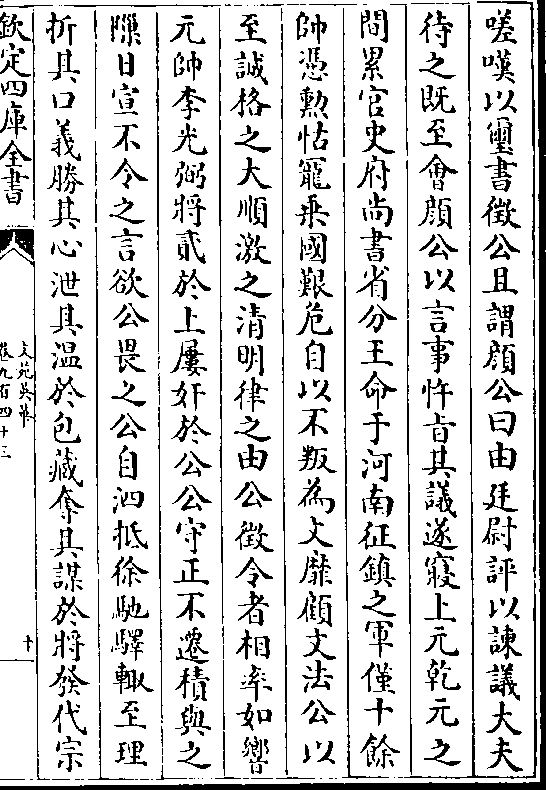 嗟嘆以璽書徵公且謂顔公曰由廷尉評以諫議大夫
待之既至會顔公以言事忤旨其議遂寢上元乾元之
間累官史府尚書省分王命于河南征鎮之軍僅十餘
帥憑勲怙寵乗國艱危自以不叛為文靡顧文法公以
至誠格之大順激之清明律之由公徵令者相率如響
元帥李光弼將貳於上屢奸於公公守正不遷積與之
隟日宣不令之言欲公畏之公自泗抵徐馳驛輙至理
折其口義勝其心泄其温於包藏奪其謀於將發代宗
欽定四庫全書
文苑英華
卷九百四十三
十